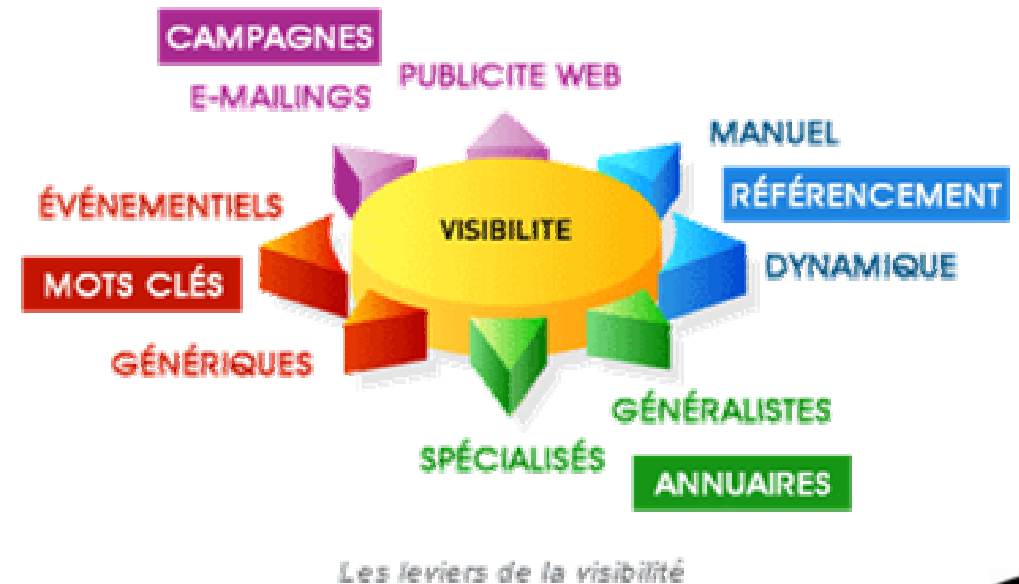 CAMPAGNES
E-MAILINGS
PUBLICITE WEB
MANUEL
RÉFÉRENCEMENT
DYNAMIQUE
ÉVÉNEMENTIELS
MOTS CLÉS
GÉNÉRIQUES
VISIBILITE
GÉNÉRALISTES
SPÉCIALISÉS
ANNUAIRES
Les leviers de la visibilité